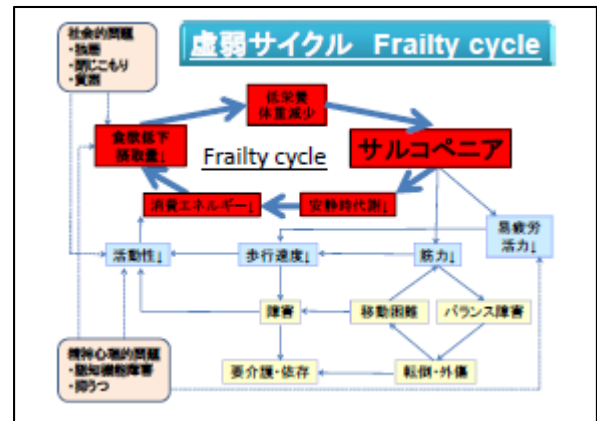 社会的問題
・独居
・閉じこもり
・貧困
虚弱サイクル Frailty cycle
低栄養
体重減少
食欲低下
摂取量↓
Frailty cycle
サルコペニア
消費エネルギー↓
安静時代謝↓
易疲労
活力↓
活動性↓
歩行速度↓
筋力↓
障害
移動困難
バランス障害
精神心理的問題
・認知機能障害
・抑うつ
要介護・依存
転倒・外傷